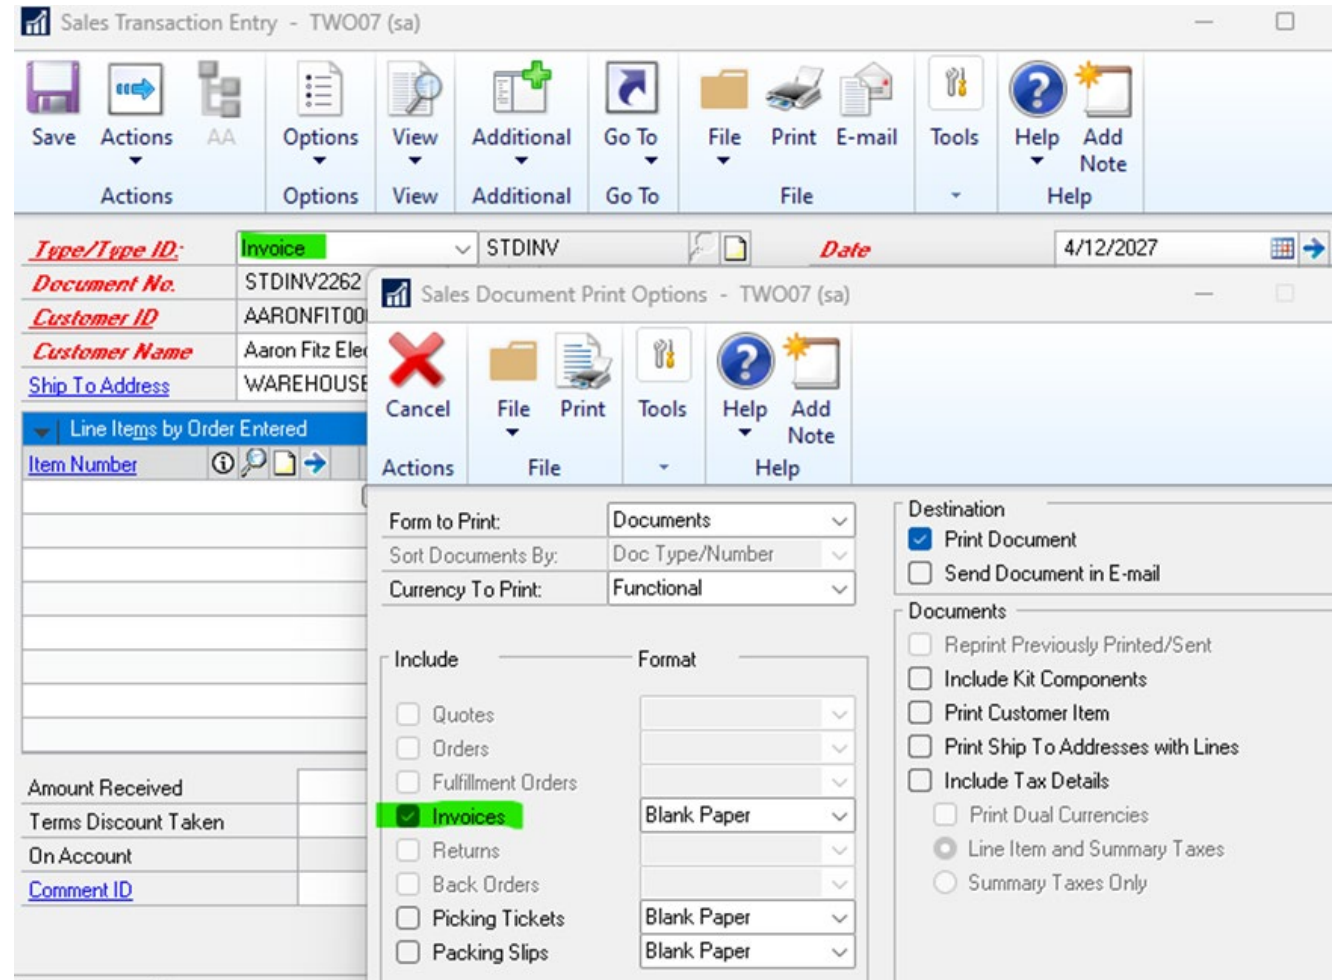 Sales Transaction Entry - TWO07 (sa)
Save Actions AA Options View Additional Go To File Print E-mail Tools Help Add Note
Actions Options View Additional Go To File Help
Type/Type ID: Invoice STDINV Date 4/12/2027
Document No. STDINV2262
Customer ID AARONFIT00
Customer Name Aaron Fitz Elec
Ship To Address WAREHOUSE
Line Items by Order Entered
Item Number
Amount Received
Terms Discount Taken
On Account
Comment ID
Sales Document Print Options - TWO07 (sa)
Cancel File Print Tools Help Add Note
Actions File Help
Form to Print: Documents
Sort Documents By: Doc Type/Number
Currency To Print: Functional
Include Format
Quotes
Orders
Fulfillment Orders
Invoices Blank Paper
Returns
Back Orders
Picking Tickets Blank Paper
Packing Slips Blank Paper
Destination
Print Document
Send Document in E-mail
Documents
Reprint Previously Printed/Sent
Include Kit Components
Print Customer Item
Print Ship To Addresses with Lines
Include Tax Details
Print Dual Currencies
Line Item and Summary Taxes
Summary Taxes Only